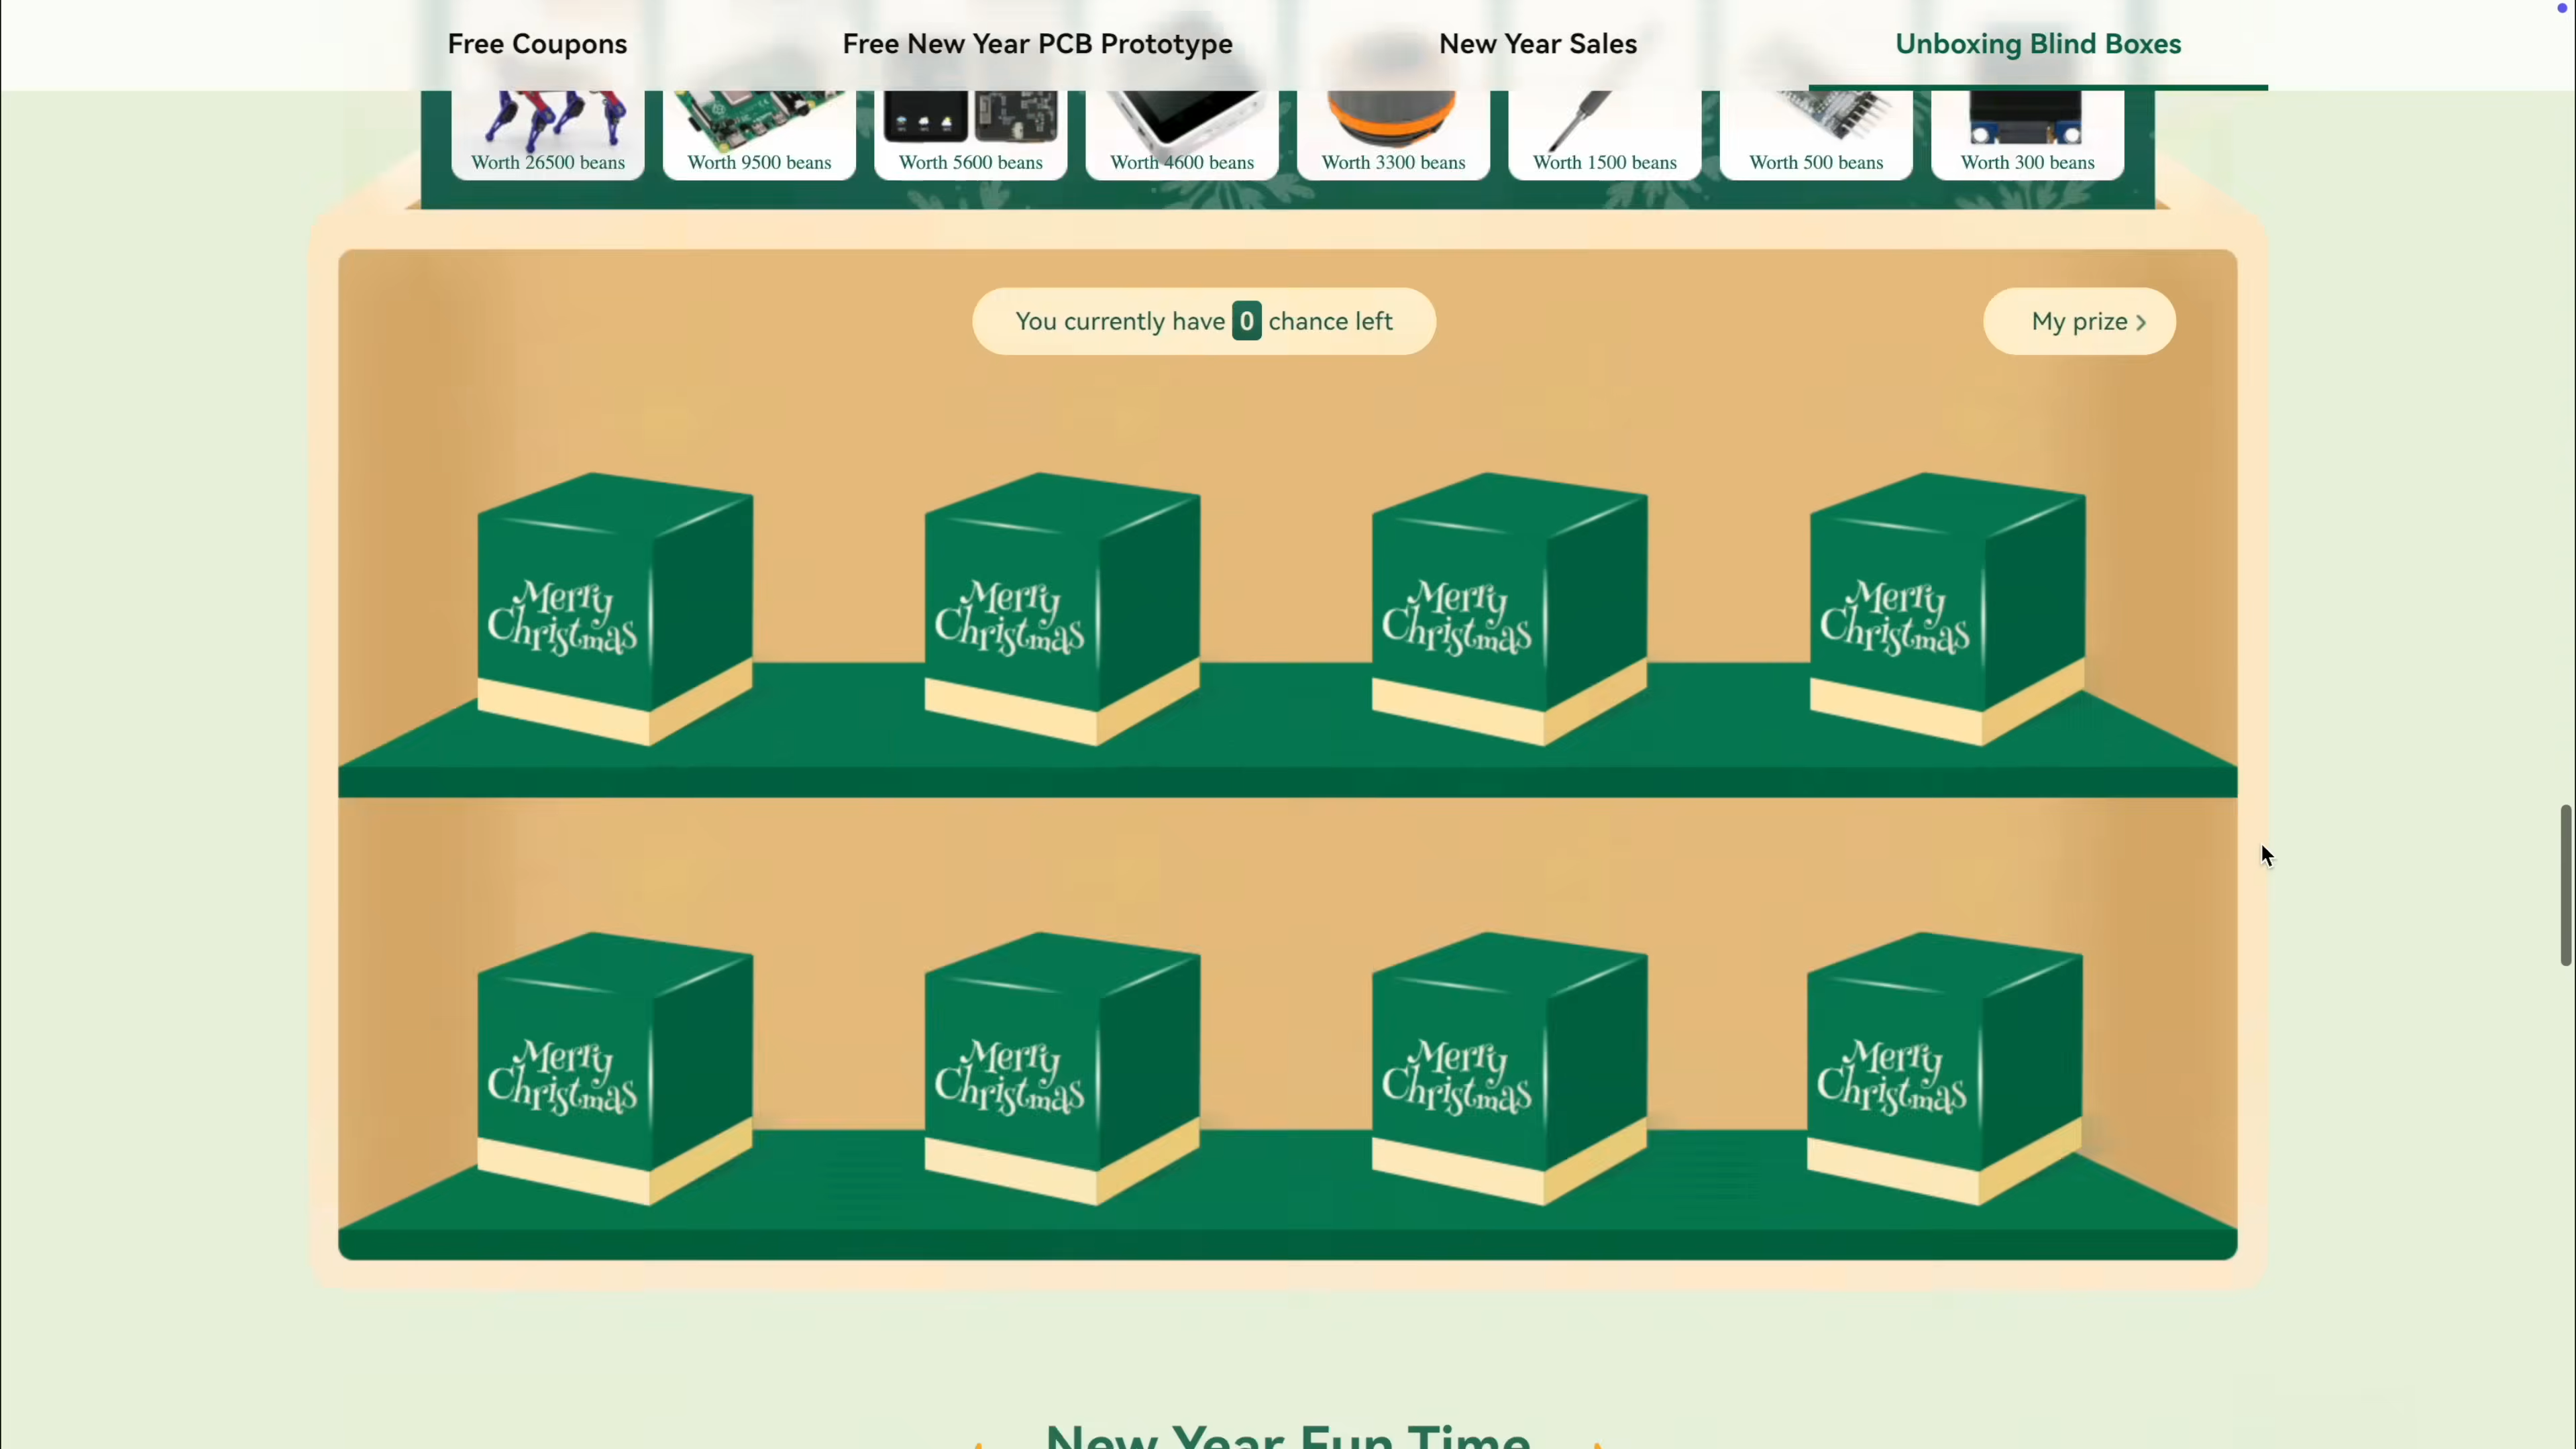 Free Coupons
Free New Year PCB Prototype
New Year Sales
Unboxing Blind Boxes
Worth 26500 beans
Worth 9500 beans
Worth 5600 beans
Worth 4600 beans
Worth 3300 beans
Worth 1500 beans
Worth 500 beans
Worth 300 beans
You currently have 0 chance left
My prize >
Merry
Christmas
Merry
Christmas
Merry
Christmas
Merry
Christmas
Merry
Christmas
Merry
Christmas
Merry
Christmas
Merry
Christmas
New Year Fun Time